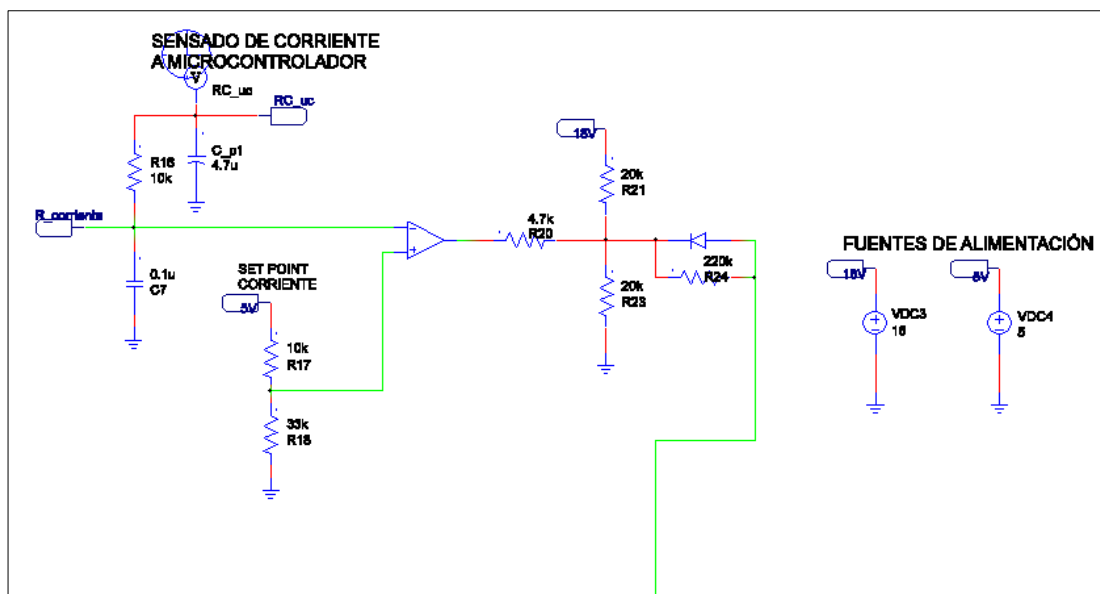 SENSADO DE CORRIENTE
A MICROCONTROLADOR
V
RC_uc
RC_uc
R16
10k
C_p1
4.7u
R_corriente
0.1u
C7
SET POINT
CORRIENTE
5V
10k
R17
33k
R18
15V
20k
R21
4.7k
R20
20k
R23
220k
R24
FUENTES DE ALIMENTACIÓN
15V
VDC3
15
5V
VDC4
5